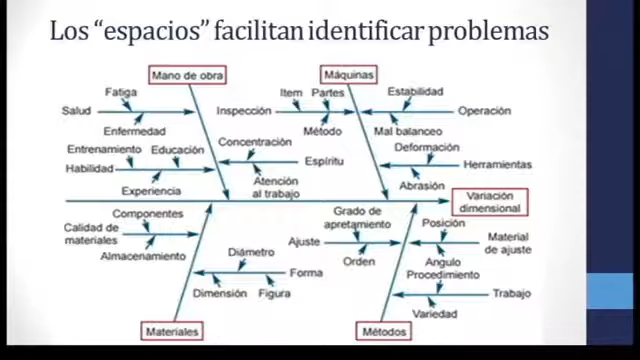 Los “espacios” facilitan identificar problemas
Mano de obra
Máquinas
Fatiga
Salud
Enfermedad
Entrenamiento
Educación
Habilidad
Experiencia
Concentración
Espíritu
Atención
al trabajo
Item
Partes
Inspección
Método
Estabilidad
Operación
Mal balanceo
Deformación
Herramientas
Abrasión
Variación
dimensional
Componentes
Calidad de
materiales
Almacenamiento
Diámetro
Forma
Dimensión
Figura
Grado de
apretamiento
Ajuste
Orden
Posición
Material
de ajuste
Angulo
Procedimiento
Trabajo
Variedad
Materiales
Métodos